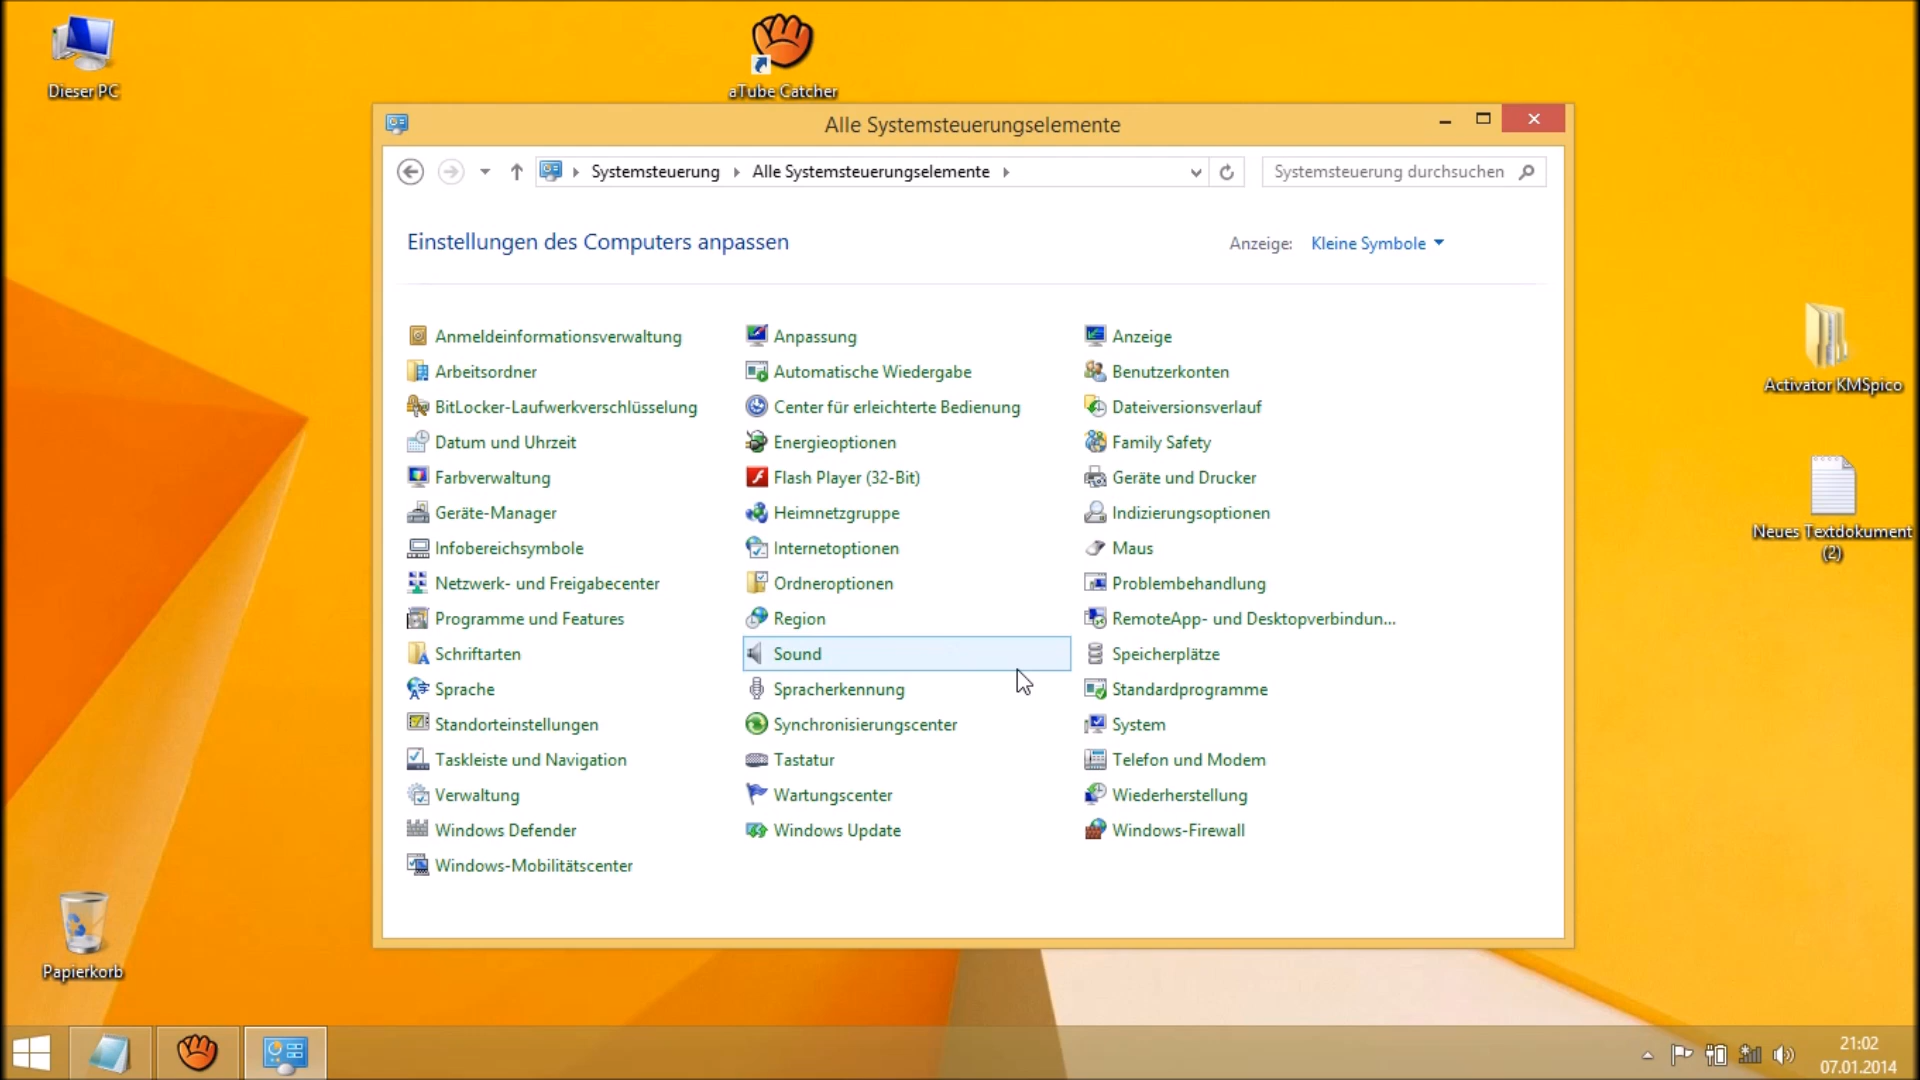 Dieser PC
aTube Catcher
Alle Systemsteuerungselemente
Systemsteuerung
Alle Systemsteuerungselemente
Systemsteuerung durchsuchen
Einstellungen des Computers anpassen
Anzeige:
Kleine Symbole
Anmeldeinformationsverwaltung
Anpassung
Anzeige
Arbeitsordner
Automatische Wiedergabe
Benutzerkonten
BitLocker-Laufwerkverschlüsselung
Center für erleichterte Bedienung
Dateiversionsverlauf
Datum und Uhrzeit
Energieoptionen
Family Safety
Farbverwaltung
Flash Player (32-Bit)
Geräte und Drucker
Geräte-Manager
Heimnetzgruppe
Indizierungsoptionen
Infobereichsymbole
Internetoptionen
Maus
Netzwerk- und Freigabecenter
Ordneroptionen
Problembehandlung
Programme und Features
Region
RemoteApp- und Desktopverbindun...
Schriftarten
Sound
Speicherplätze
Sprache
Spracherkennung
Standardprogramme
Standorteinstellungen
Synchronisierungscenter
System
Taskleiste und Navigation
Tastatur
Telefon und Modem
Verwaltung
Wartungscenter
Wiederherstellung
Windows Defender
Windows Update
Windows-Firewall
Windows-Mobilitätscenter
Activator KMSpico
Neues Textdokument
(2)
Papierkorb
21:02
07.01.2014